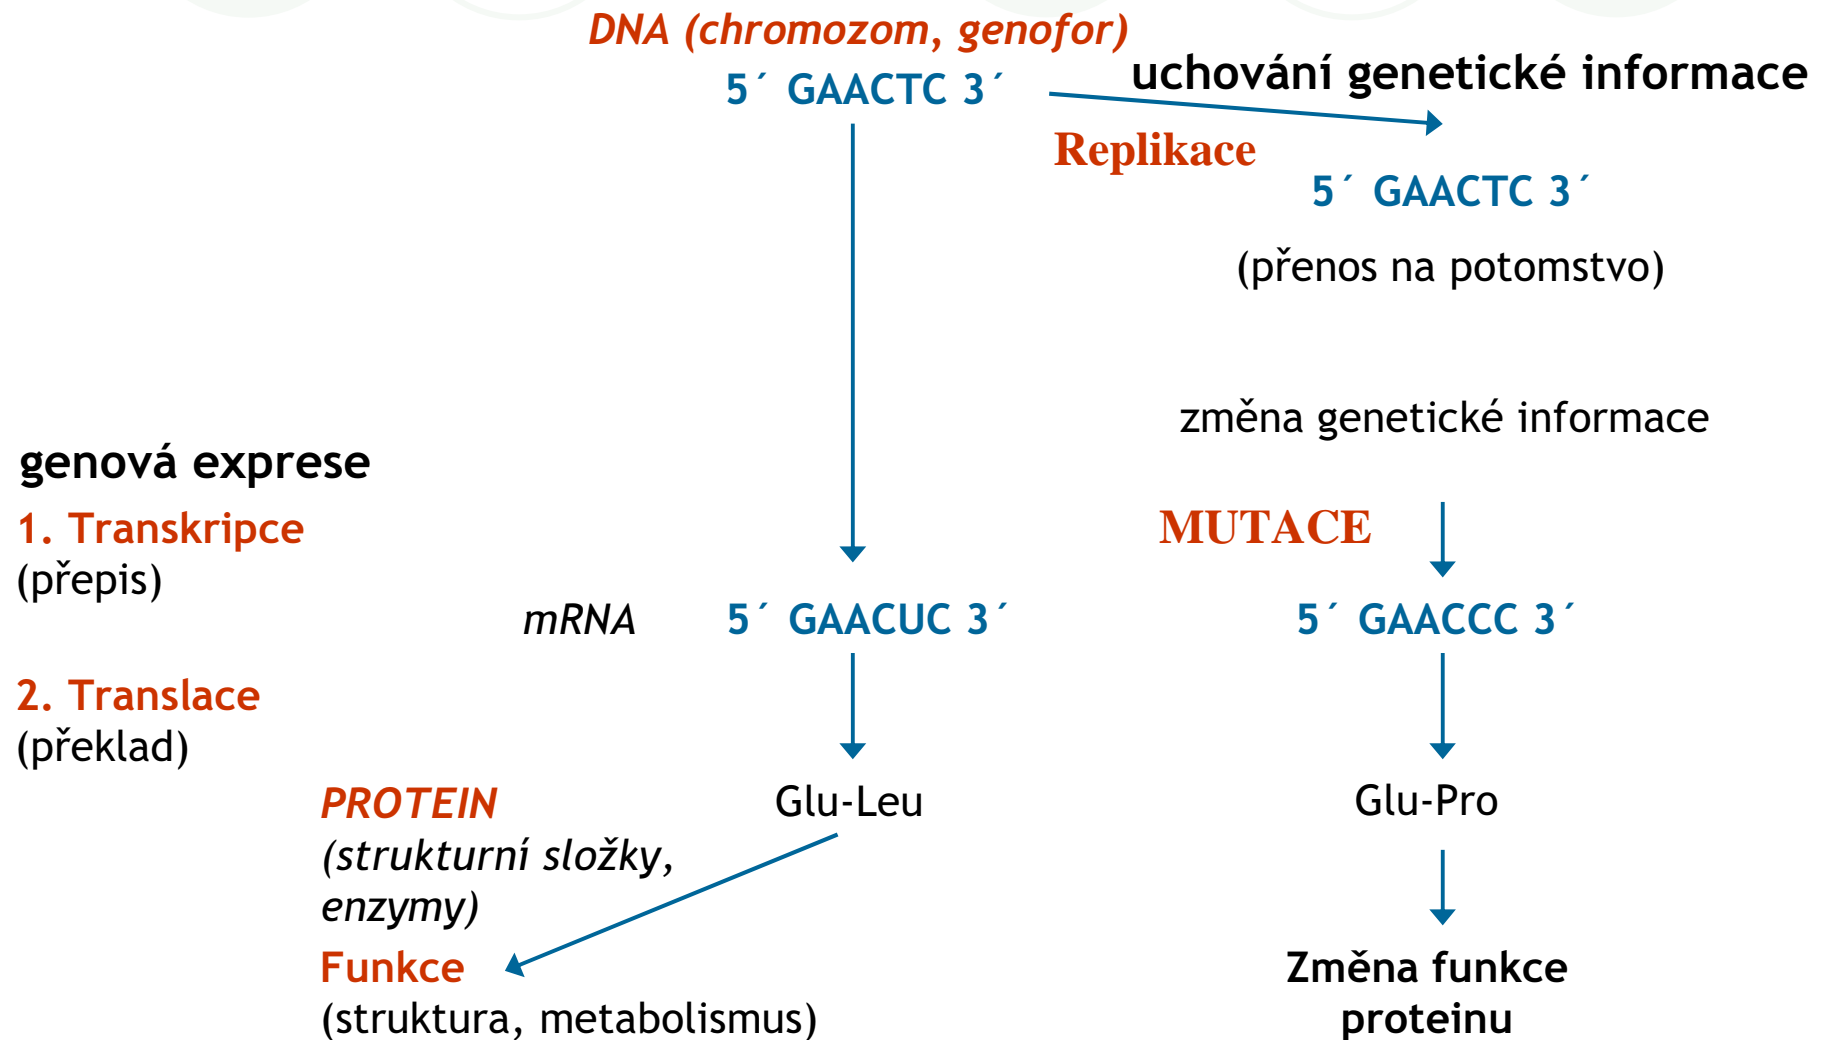 DNA (chromozom, genofor)
5´ GAACTC 3´
uchování genetické informace
Replikace
5´ GAACTC 3´
(přenos na potomstvo)
změna genetické informace
genová exprese
1. Transkripce
(přepis)
MUTACE
mRNA
5´ GAACUC 3´
5´ GAACCC 3´
2. Translace
(překlad)
PROTEIN
(strukturní složky,
enzymy)
Glu-Leu
Glu-Pro
Funkce
(struktura, metabolismus)
Změna funkce
proteinu